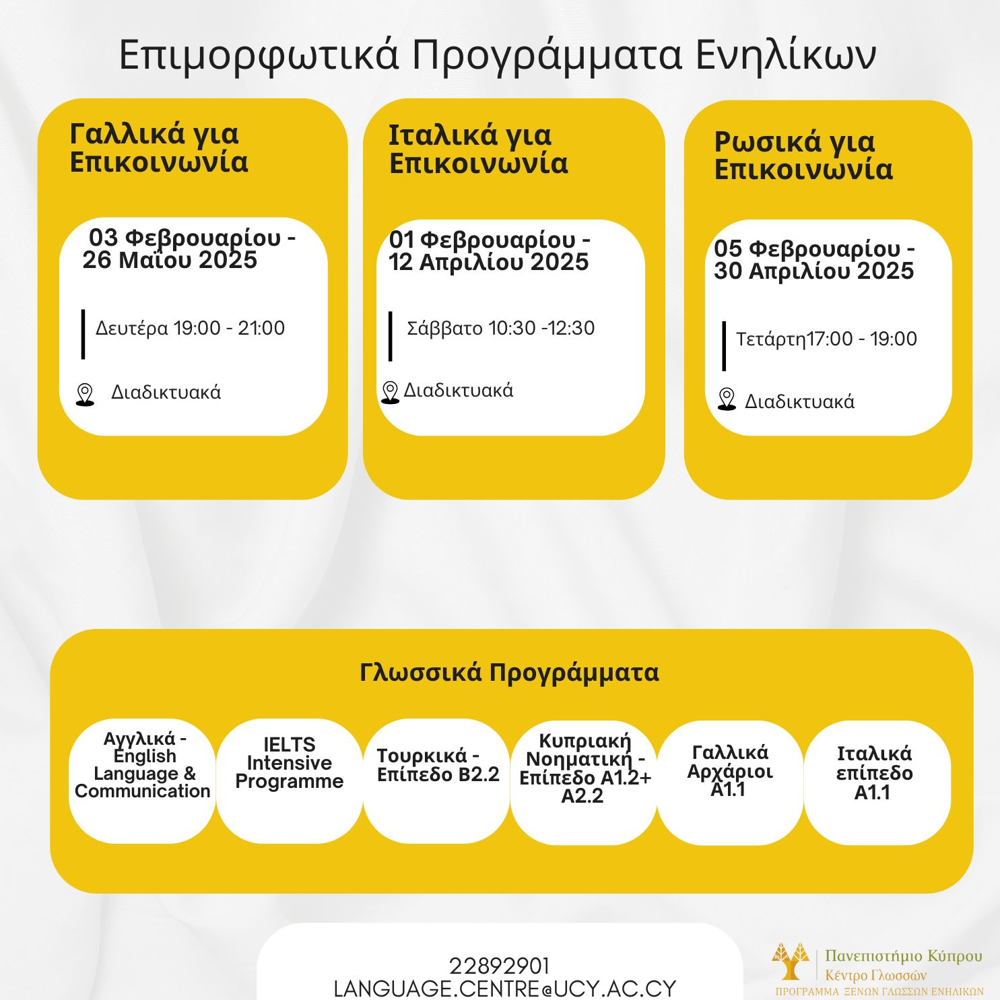 Επιμορφωτικά Προγράμματα Ενηλίκων
Γαλλικά για
Επικοινωνία
03 Φεβρουαρίου -
26 Μαϊου 2025
Δευτέρα 19:00 - 21:00
Διαδικτυακά
Ιταλικά για
Επικοινωνία
01 Φεβρουαρίου -
12 Απριλίου 2025
Σάββατο 10:30 -12:30
Διαδικτυακά
Ρωσικά για
Επικοινωνία
05 Φεβρουαρίου -
30 Απριλίου 2025
Τετάρτη17:00 - 19:00
Διαδικτυακά
Γλωσσικά Προγράμματα
Αγγλικά -
English
Language &
Communication
IELTS
Intensive
Programme
Τουρκικά -
Επίπεδο Β2.2
Κυπριακή
Νοηματική -
Επίπεδο Α1.2+
Α2.2
Γαλλικά
Αρχάριοι
Α1.1
Ιταλικά
επίπεδο
Α1.1
22892901
LANGUAGE.CENTRE@UCY.AC.CY
Πανεπιστήμιο Κύπρου
Κέντρο Γλωσσών
ΠΡΟΓΡΑΜΜΑ ΞΕΝΩΝ ΓΛΩΣΣΩΝ ΕΝΗΛΙΚΩΝ